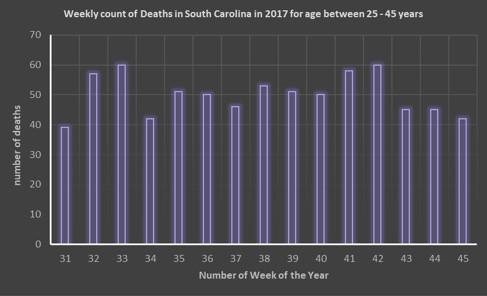 Weekly count of Deaths in South Carolina in 2017 for age between 25 - 45 years
70
60
50
40
30
20
10
0
number of deaths
31 32 33 34 35 36 37 38 39 40 41 42 43 44 45
Number of Week of the Year